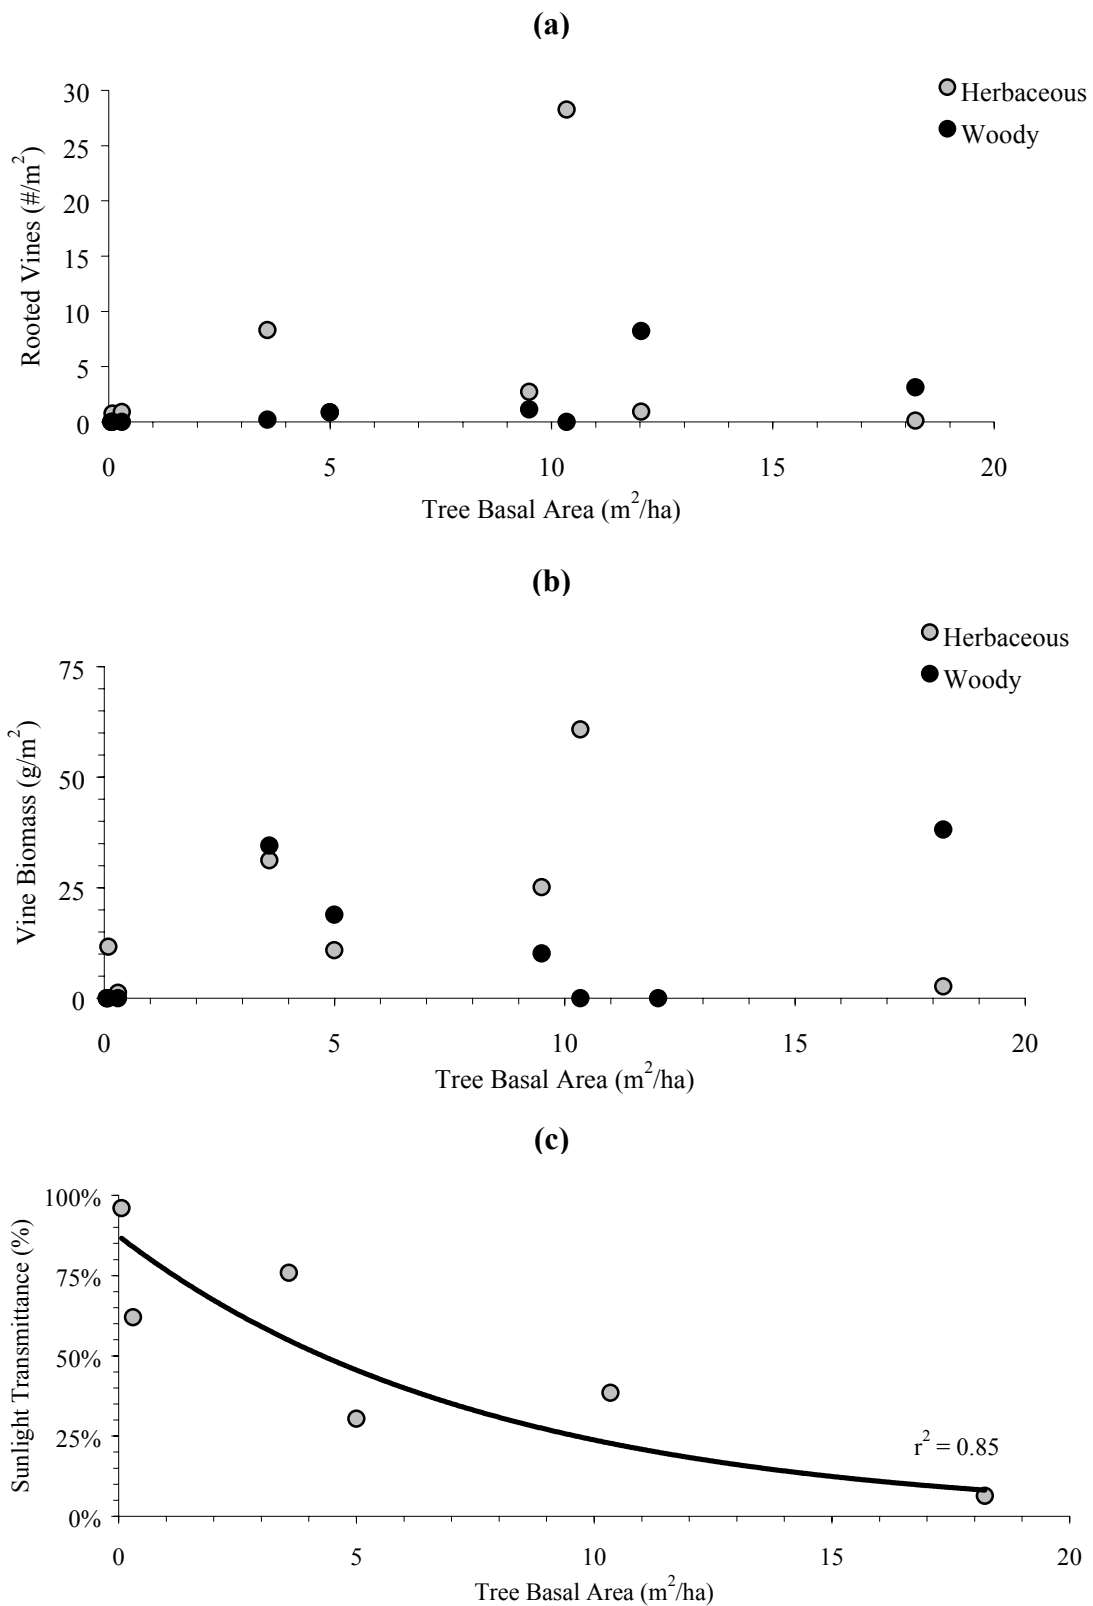 (a)
Herbaceous
Woody
Rooted Vines (#/m²)
30
25
20
15
10
5
0
0 5 10 15 20
Tree Basal Area (m²/ha)
(b)
Herbaceous
Woody
Vine Biomass (g/m²)
75
50
25
0
0 5 10 15 20
Tree Basal Area (m²/ha)
(c)
Sunlight Transmittance (%)
100%
75%
50%
25%
0%
r² = 0.85
0 5 10 15 20
Tree Basal Area (m²/ha)